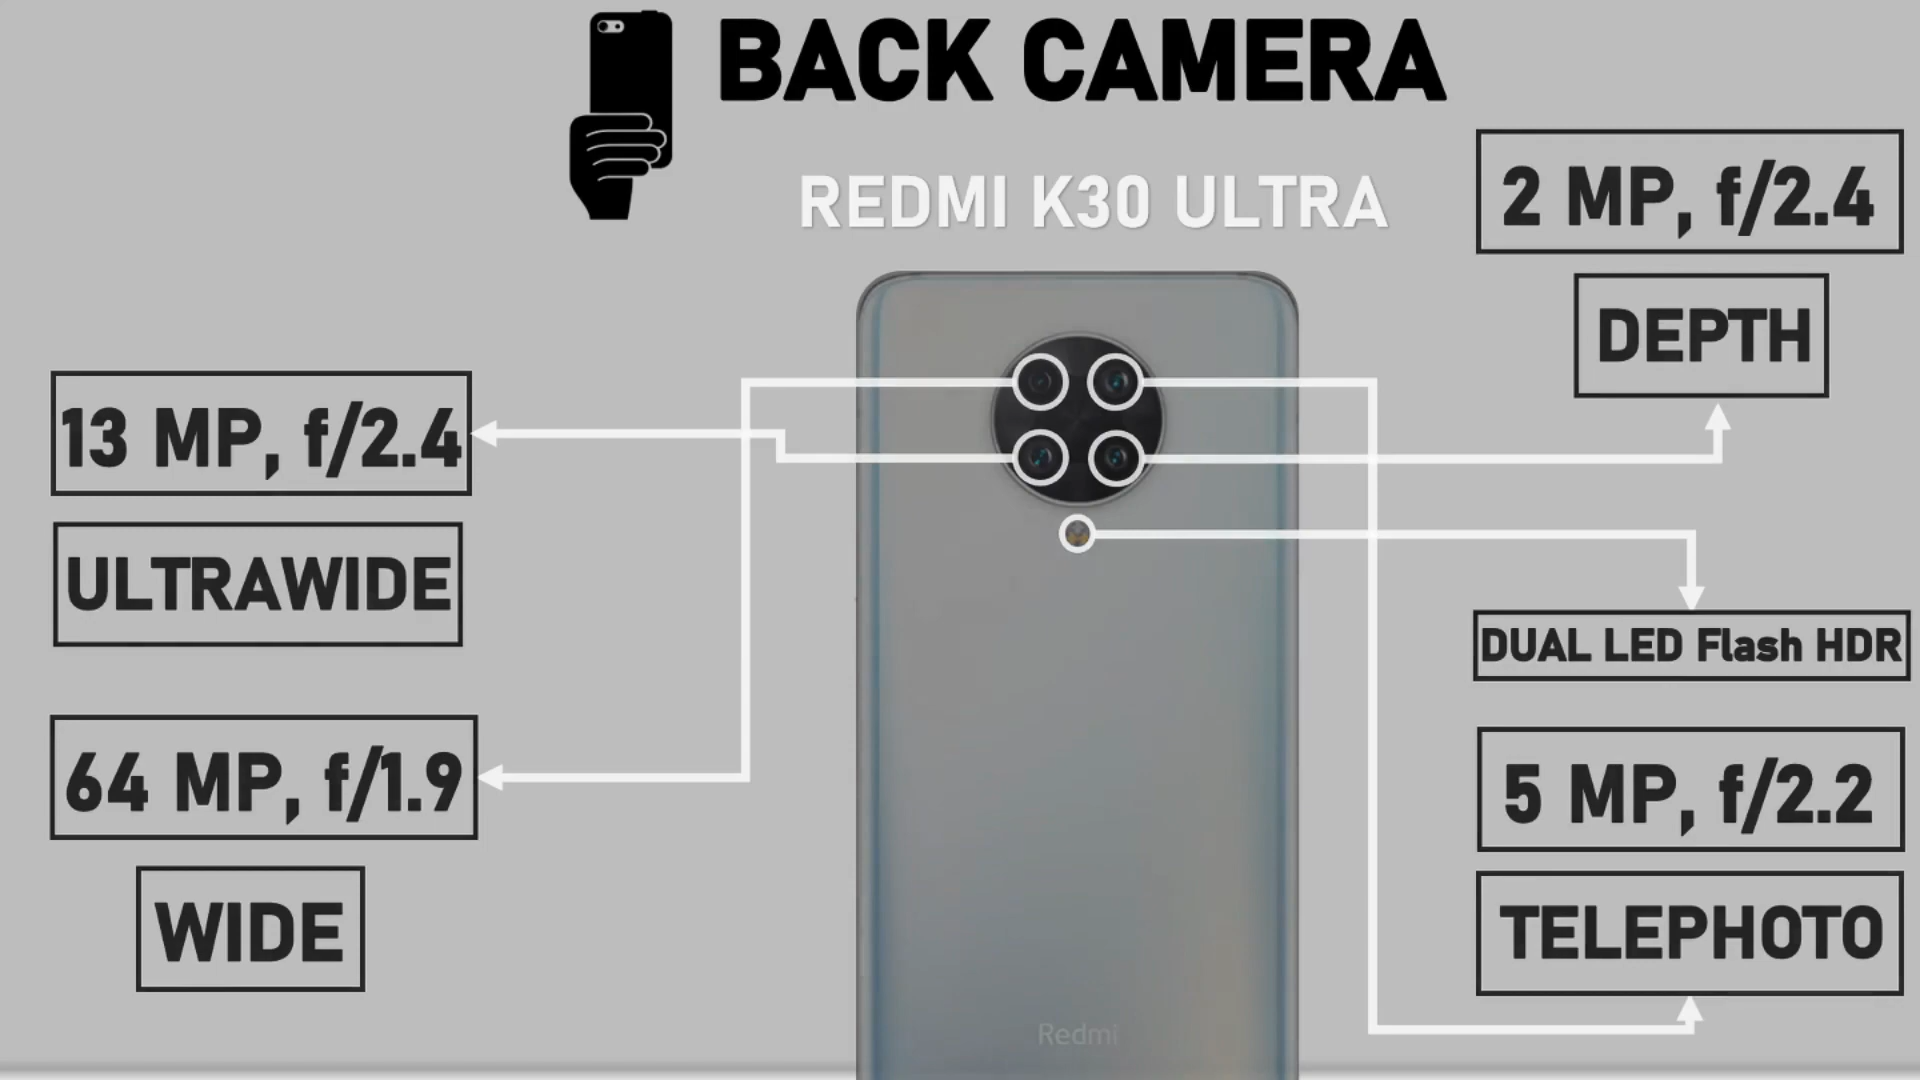 BACK CAMERA
REDMI K30 ULTRA
2 MP, f/2.4
DEPTH
13 MP, f/2.4
ULTRAWIDE
DUAL LED Flash HDR
64 MP, f/1.9
WIDE
5 MP, f/2.2
TELEPHOTO
Redmi